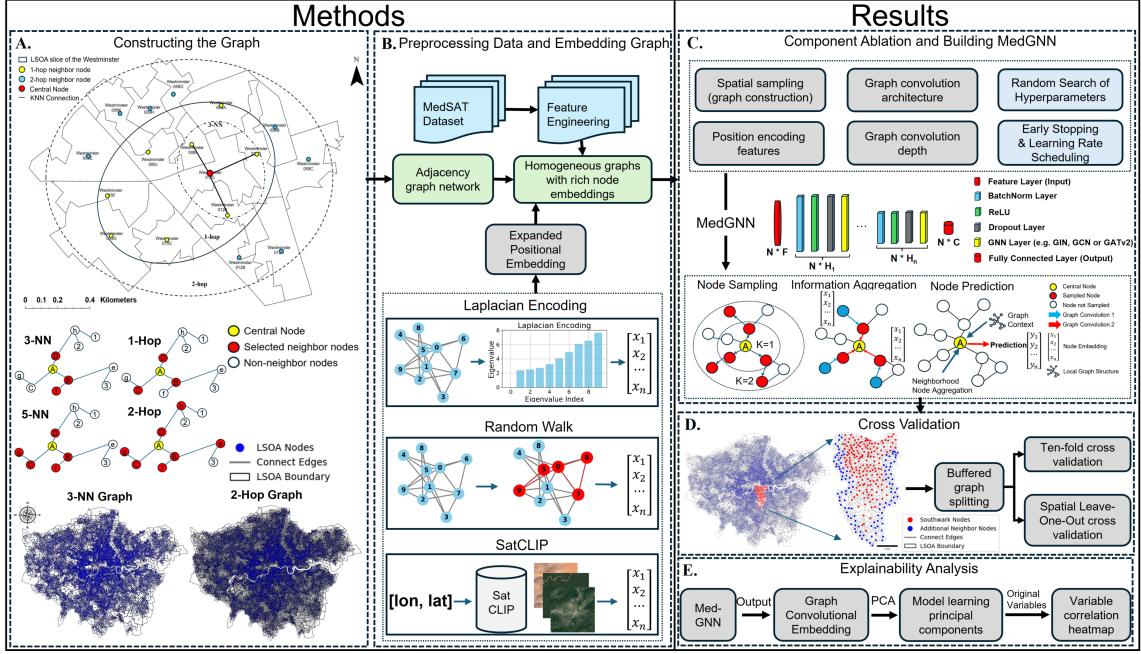 Methods
Results
A.
Constructing the Graph
LSOA slice of the Westminster
1-hop neighbor node
2-hop neighbor node
Central Node
KNN Connection
N
3-NN
1-hop
2-hop
0 0.2 0.4 Kilometers
3-NN
1-Hop
5-NN
2-Hop
Central Node
Selected neighbor nodes
Non-neighbor nodes
LSOA Nodes
Connect Edges
LSOA Boundary
3-NN Graph
2-Hop Graph
B.
Preprocessing Data and Embedding Graph
MedSAT
Dataset
Feature
Engineering
Adjacency
graph network
Homogeneous graphs
with rich node
embeddings
Expanded
Positional
Embedding
Laplacian Encoding
Laplacian Encoding
Eigenvalue
Eigenvalue Index
Random Walk
SatCLIP
[lon, lat]
Sat
CLIP
C.
Component Ablation and Building MedGNN
Spatial sampling
(graph construction)
Graph convolution
architecture
Random Search of
Hyperparameters
Position encoding
features
Graph convolution
depth
Early Stopping
& Learning Rate
Scheduling
MedGNN
N * F
N * H₁
...
N * Hₙ
N * C
Feature Layer (Input)
BatchNorm Layer
ReLU
Dropout Layer
GNN Layer (e.g. GIN, GCN or GATv2)
Fully Connected Layer (Output)
Node Sampling
Information Aggregation
Node Prediction
K=1
K=2
Central Node
Sampled Node
Node not Sampled
Graph Convolution 1
Graph Convolution 2
Graph
Context
Prediction
Node Embedding
Local Graph Structure
Neighborhood
Node Aggregation
D.
Cross Validation
Southwark Nodes
Additional Neighbor Nodes
Connect Edges
LSOA Boundary
Buffered
graph
splitting
Ten-fold cross
validation
Spatial Leave-
One-Out cross
validation
E.
Explainability Analysis
Med-
GNN
Output
Graph
Convolutional
Embedding
PCA
Model learning
principal
components
Original
Variables
Variable
correlation
heatmap